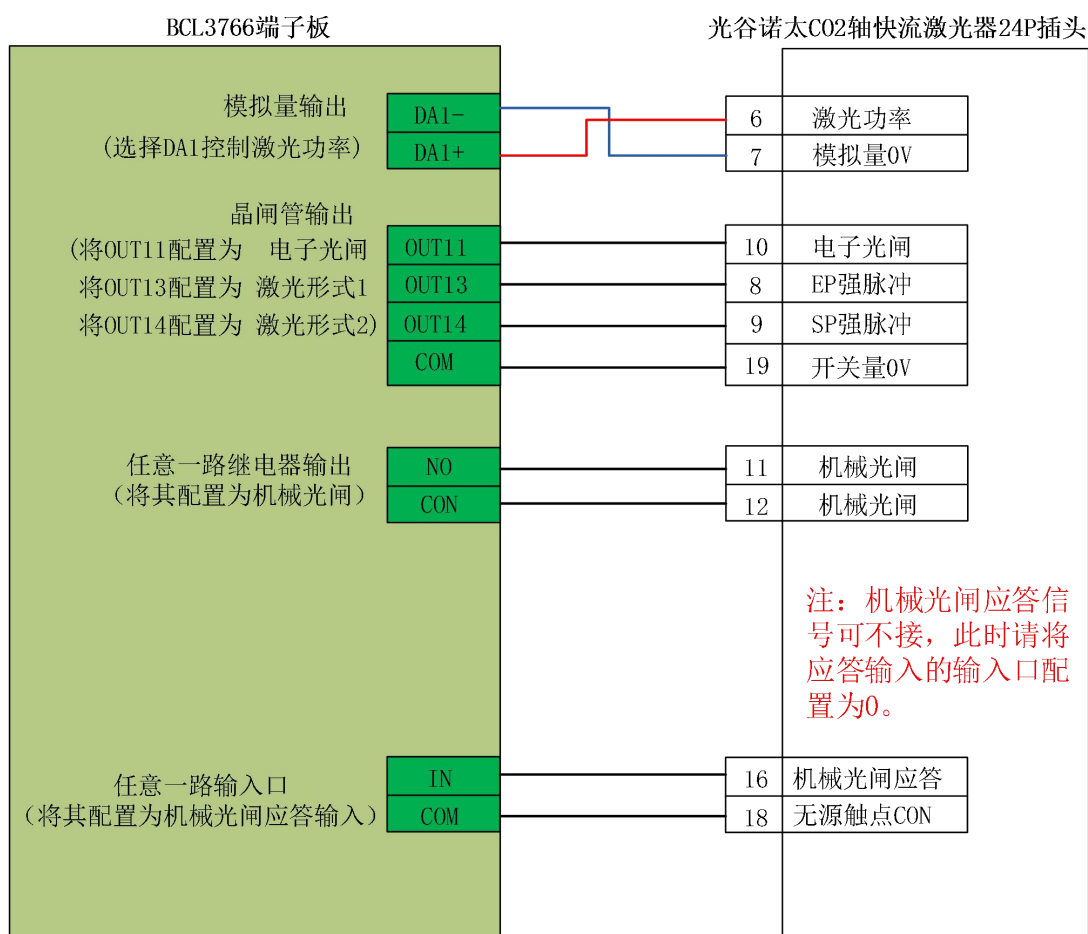 BCL3766端子板
光谷诺太CO2轴快流激光器24P插头
模拟量输出
(选择DA1控制激光功率)
DA1-
DA1+
6 激光功率
7 模拟量0V
晶闸管输出
(将OUT11配置为 电子光闸
将OUT13配置为 激光形式1
将OUT14配置为 激光形式2)
OUT11
OUT13
OUT14
COM
10 电子光闸
8 EP强脉冲
9 SP强脉冲
19 开关量0V
任意一路继电器输出
（将其配置为机械光闸）
NO
CON
11 机械光闸
12 机械光闸
注：机械光闸应答信
号可不接，此时请将
应答输入的输入口配
置为0。
任意一路输入口
（将其配置为机械光闸应答输入）
IN
COM
16 机械光闸应答
18 无源触点CON